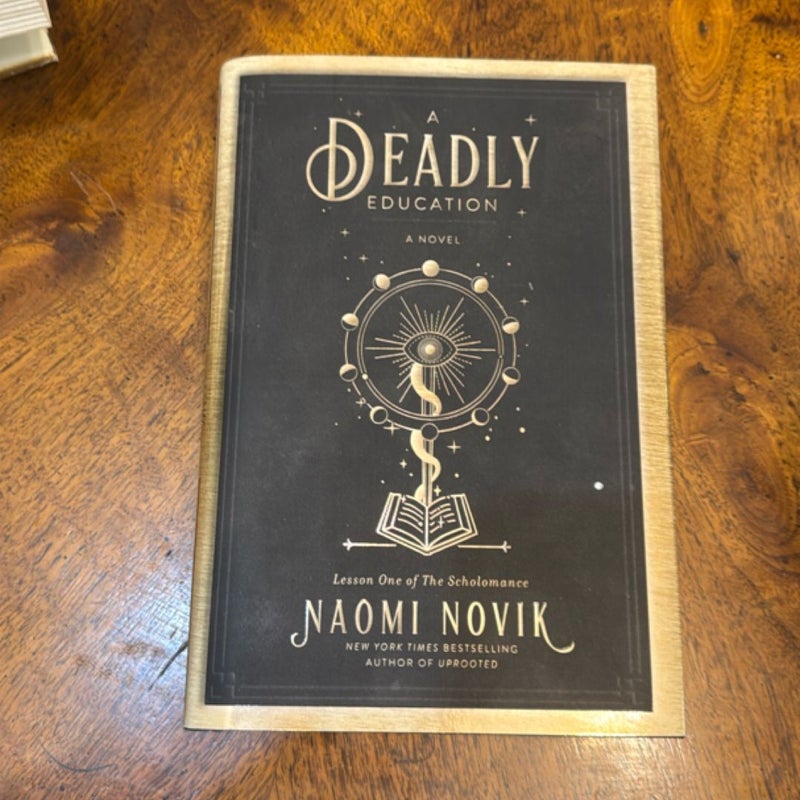 A
DEADLY
EDUCATION
A NOVEL
Lesson One of The Scholomance
NAOMI NOVIK
NEW YORK TIMES BESTSELLING
AUTHOR OF UPROOTED